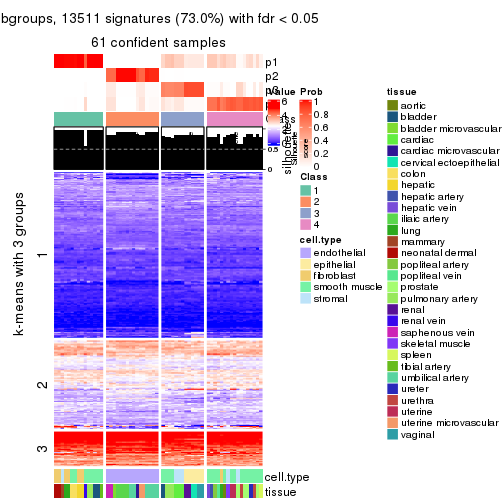 bgroups, 13511 signatures (73.0%) with fdr < 0.05
61 confident samples
p1
p2
p3
Value
6
4
2
0
Prob
1
0.8
0.6
0.4
0.2
0
0.5
0
silhouette
score
Class
1
2
3
4
cell.type
endothelial
epithelial
fibroblast
smooth muscle
stromal
tissue
aortic
bladder
bladder microvascular
cardiac
cardiac microvascular
cervical ectoepithelial
colon
hepatic
hepatic artery
hepatic vein
iliaic artery
lung
mammary
neonatal dermal
popliteal artery
popliteal vein
prostate
pulmonary artery
renal
renal vein
saphenous vein
skeletal muscle
spleen
tibial artery
umbilical artery
ureter
urethra
uterine
uterine microvascular
vaginal
k-means with 3 groups
1
2
3
cell.type
tissue